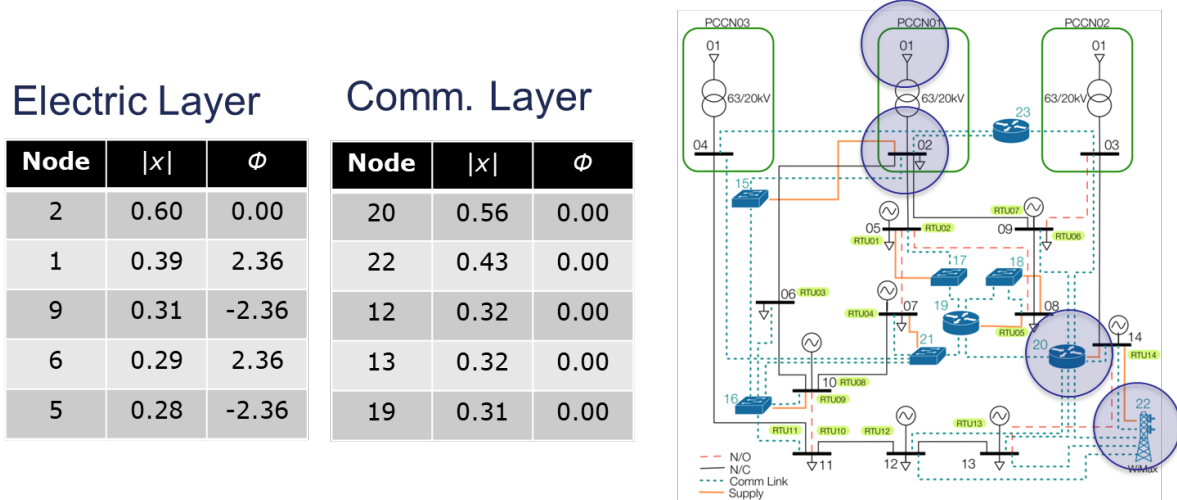 Electric Layer
Node |x| Φ
2 0.60 0.00
1 0.39 2.36
9 0.31 -2.36
6 0.29 2.36
5 0.28 -2.36
Comm. Layer
Node |x| Φ
20 0.56 0.00
22 0.43 0.00
12 0.32 0.00
13 0.32 0.00
19 0.31 0.00
PCCN03 PCCN01 PCCN02
01 01 01
63/20kV 63/20kV 63/20kV
23
04 02 03
15
RTU07
05 RTU02 09 RTU06
RTU01
17 18
06 RTU03 07 19 08
RTU04 RTU05
20 14
21 RTU14
10 RTU08
16 RTU09 22
RTU11 RTU10 RTU12 RTU13
11 12 13 WiMax
N/O
N/C
Comm Link
Supply